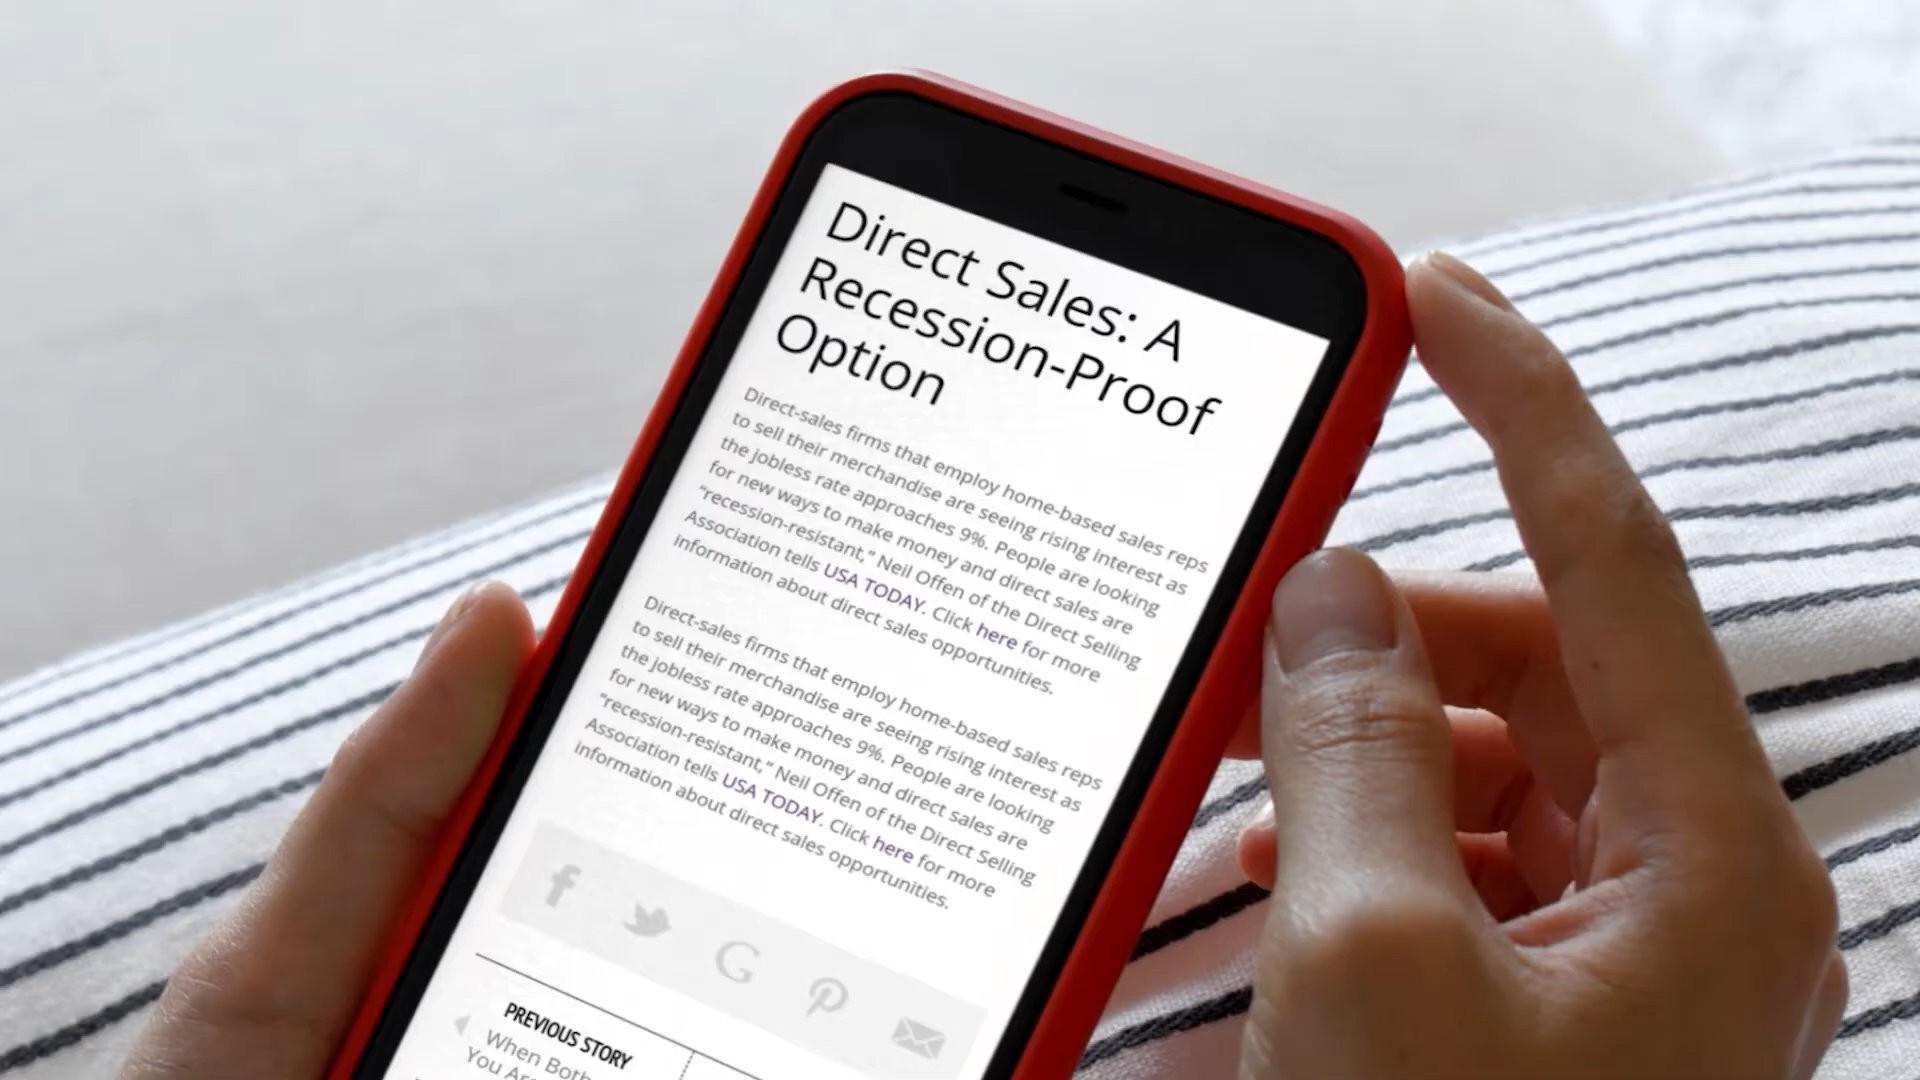 Direct Sales: A
Recession-Proof
Option
Direct-sales firms that employ home-based sales reps
to sell their merchandise are seeing rising interest as
the jobless rate approaches 9%. People are looking
for new ways to make money and direct sales are
“recession-resistant,” Neil Offen of the Direct Selling
Association tells USA TODAY. Click here for more
information about direct sales opportunities.
Direct-sales firms that employ home-based sales reps
to sell their merchandise are seeing rising interest as
the jobless rate approaches 9%. People are looking
for new ways to make money and direct sales are
“recession-resistant,” Neil Offen of the Direct Selling
Association tells USA TODAY. Click here for more
information about direct sales opportunities.
PREVIOUS STORY
When Both
You